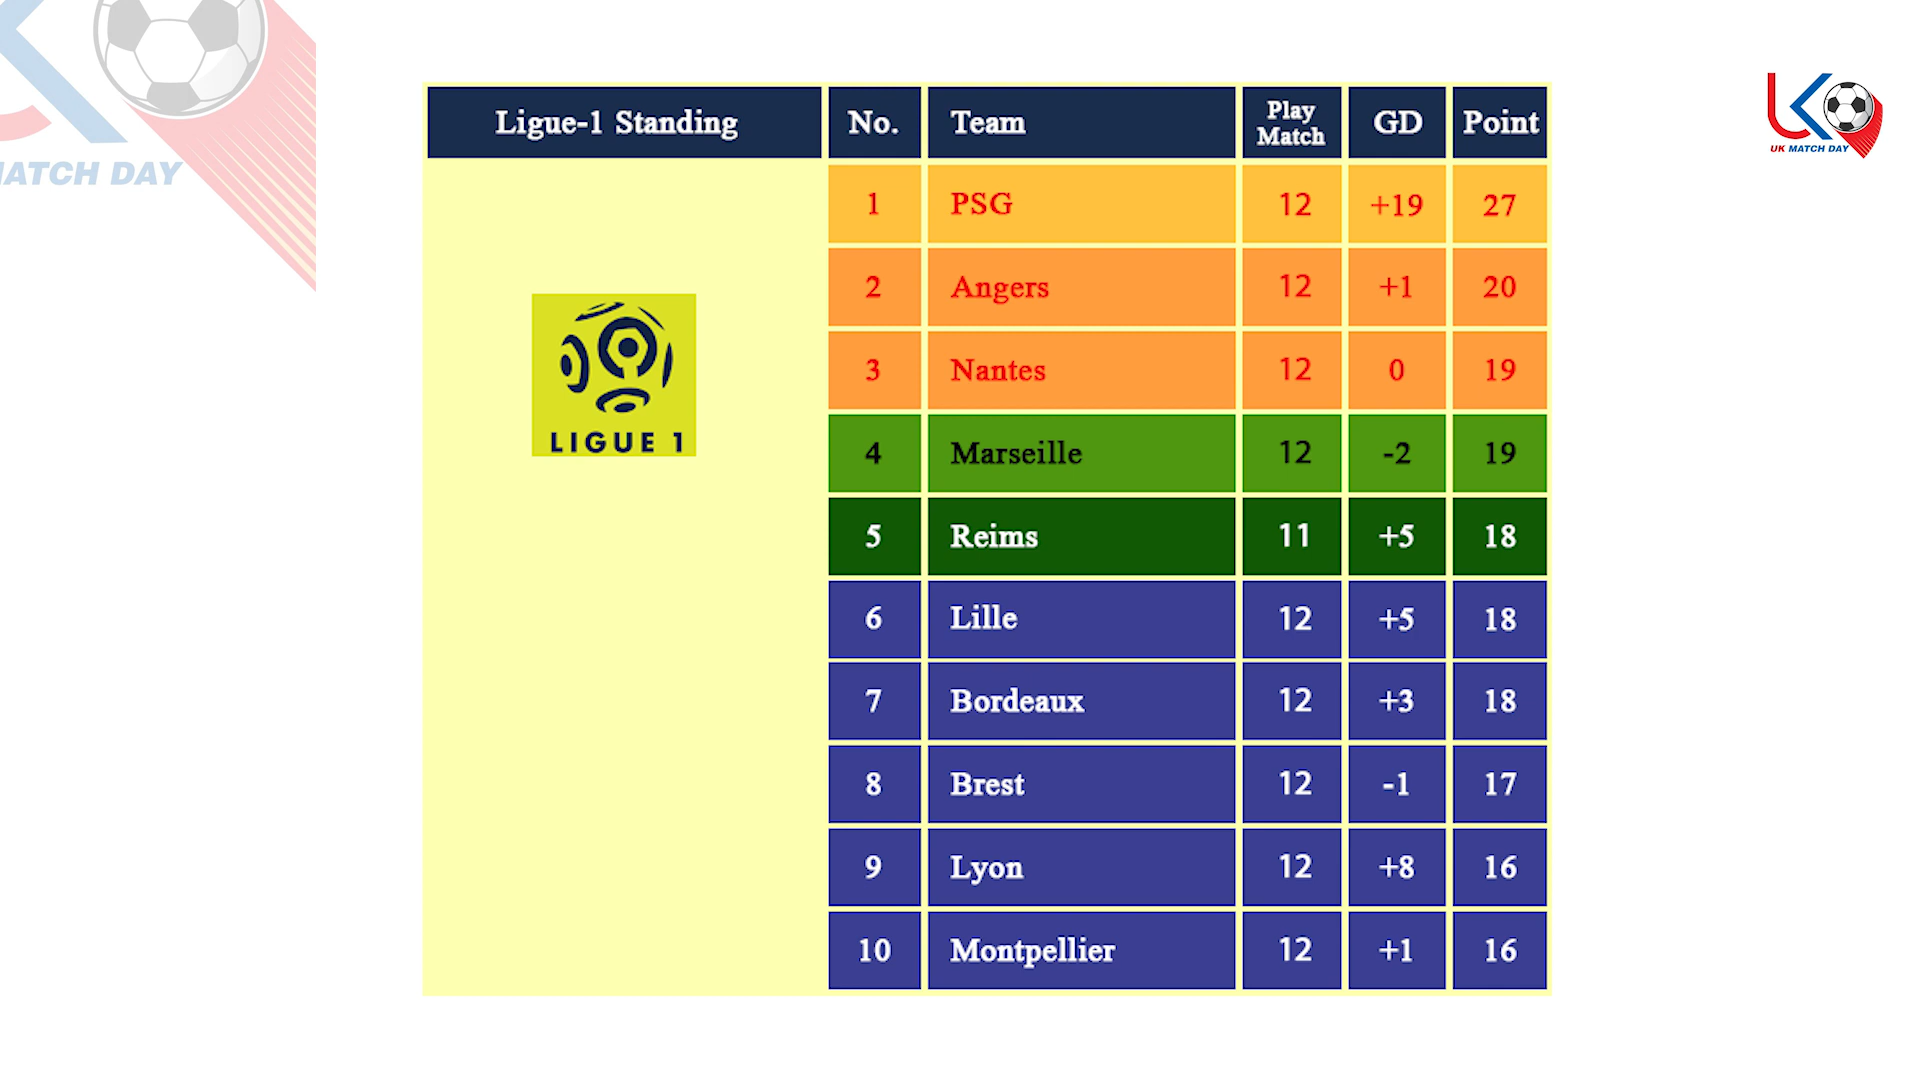 Ligue-1 Standing No. Team Play Match GD Point
1 PSG 12 +19 27
2 Angers 12 +1 20
3 Nantes 12 0 19
4 Marseille 12 -2 19
5 Reims 11 +5 18
6 Lille 12 +5 18
7 Bordeaux 12 +3 18
8 Brest 12 -1 17
9 Lyon 12 +8 16
10 Montpellier 12 +1 16
LIGUE 1
UK
UK MATCH DAY
MATCH DAY